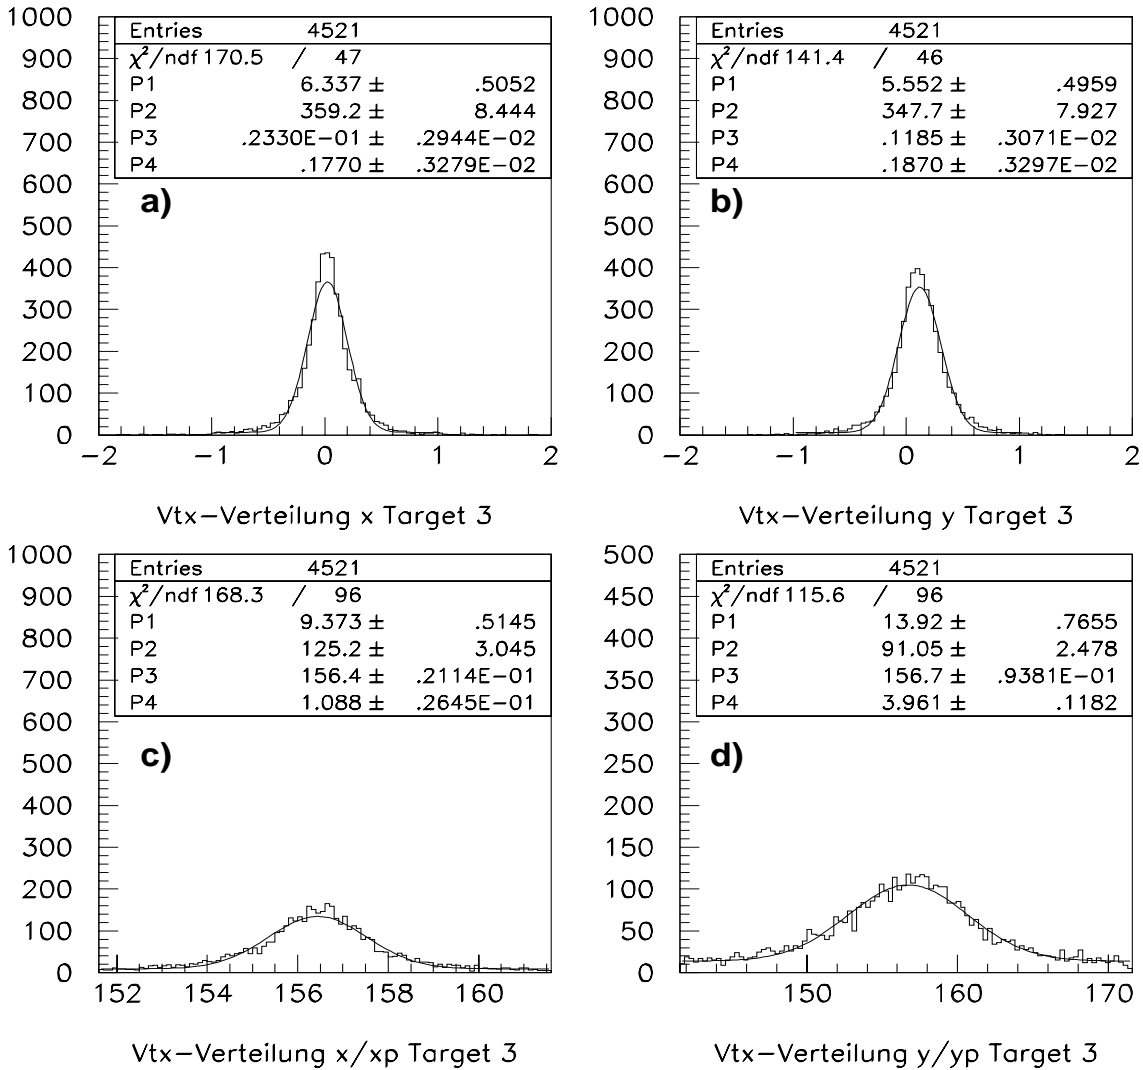 Entries 4521
χ²/ndf 170.5 / 47
P1 6.337 ± .5052
P2 359.2 ± 8.444
P3 .2330E−01 ± .2944E−02
P4 .1770 ± .3279E−02
a)
1000
900
800
700
600
500
400
300
200
100
0
−2 −1 0 1 2
Vtx−Verteilung x Target 3
Entries 4521
χ²/ndf 141.4 / 46
P1 5.552 ± .4959
P2 347.7 ± 7.927
P3 .1185 ± .3071E−02
P4 .1870 ± .3297E−02
b)
1000
900
800
700
600
500
400
300
200
100
0
−2 −1 0 1 2
Vtx−Verteilung y Target 3
Entries 4521
χ²/ndf 168.3 / 96
P1 9.373 ± .5145
P2 125.2 ± 3.045
P3 156.4 ± .2114E−01
P4 1.088 ± .2645E−01
c)
1000
900
800
700
600
500
400
300
200
100
0
152 154 156 158 160
Vtx−Verteilung x/xp Target 3
Entries 4521
χ²/ndf 115.6 / 96
P1 13.92 ± .7655
P2 91.05 ± 2.478
P3 156.7 ± .9381E−01
P4 3.961 ± .1182
d)
500
450
400
350
300
250
200
150
100
50
0
150 160 170
Vtx−Verteilung y/yp Target 3